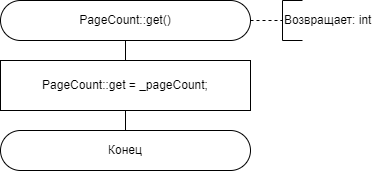 PageCount::get()
Возвращает: int
PageCount::get = _pageCount;
Конец